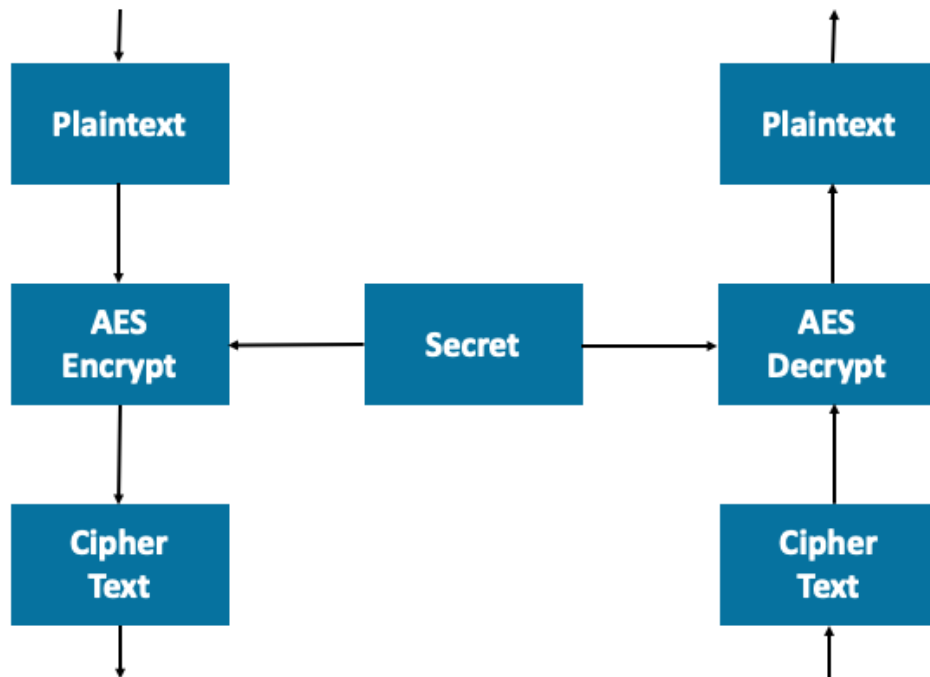 Plaintext
Plaintext
AES
Encrypt
Secret
AES
Decrypt
Cipher
Text
Cipher
Text